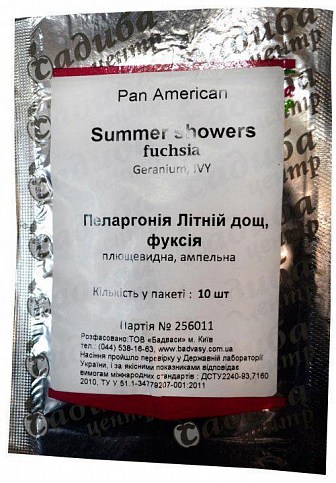 Садиба
центр
Pan American
Summer showers
fuchsia
Geranium, IVY
Пеларгонія Літній дощ,
фуксія
плющевидна, ампельна
Кількість у пакеті : 10 шт
Партія № 256011
Розфасовано:ТОВ «Бадваси» м. Київ
тел.: (044) 538-16-63, www.badvasy.com.ua
Насіння пройшло перевірку у Державній лабораторії
України, і за якісними показниками відповідає
вимогам міжнародних стандартів : ДСТУ2240-93,7160
2010, ТУ У 51.1-34779207-001:2011
Садиба
центр